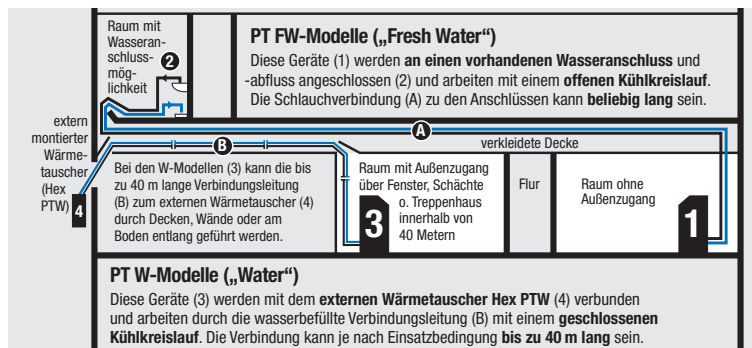 Raum mit
Wasseran-
schluss-
mög-
lichkeit
2
PT FW-Modelle („Fresh Water“)
Diese Geräte (1) werden an einen vorhandenen Wasseranschluss und
-abfluss angeschlossen (2) und arbeiten mit einem offenen Kühlkreislauf.
Die Schlauchverbindung (A) zu den Anschlüssen kann beliebig lang sein.
extern
montierter
Wärme-
tauscher
(Hex
PTW)
4
A
B
verkleidete Decke
Bei den W-Modellen (3) kann die bis
zu 40 m lange Verbindungsleitung
(B) zum externen Wärmetauscher (4)
durch Decken, Wände oder am
Boden entlang geführt werden.
Raum mit Außenzugang
über Fenster, Schächte
o. Treppenhaus
innerhalb von
40 Metern
3
Flur
Raum ohne
Außenzugang
1
PT W-Modelle („Water“)
Diese Geräte (3) werden mit dem externen Wärmetauscher Hex PTW (4) verbunden
und arbeiten durch die wasserbefüllte Verbindungsleitung (B) mit einem geschlossenen
Kühlkreislauf. Die Verbindung kann je nach Einsatzbedingung bis zu 40 m lang sein.